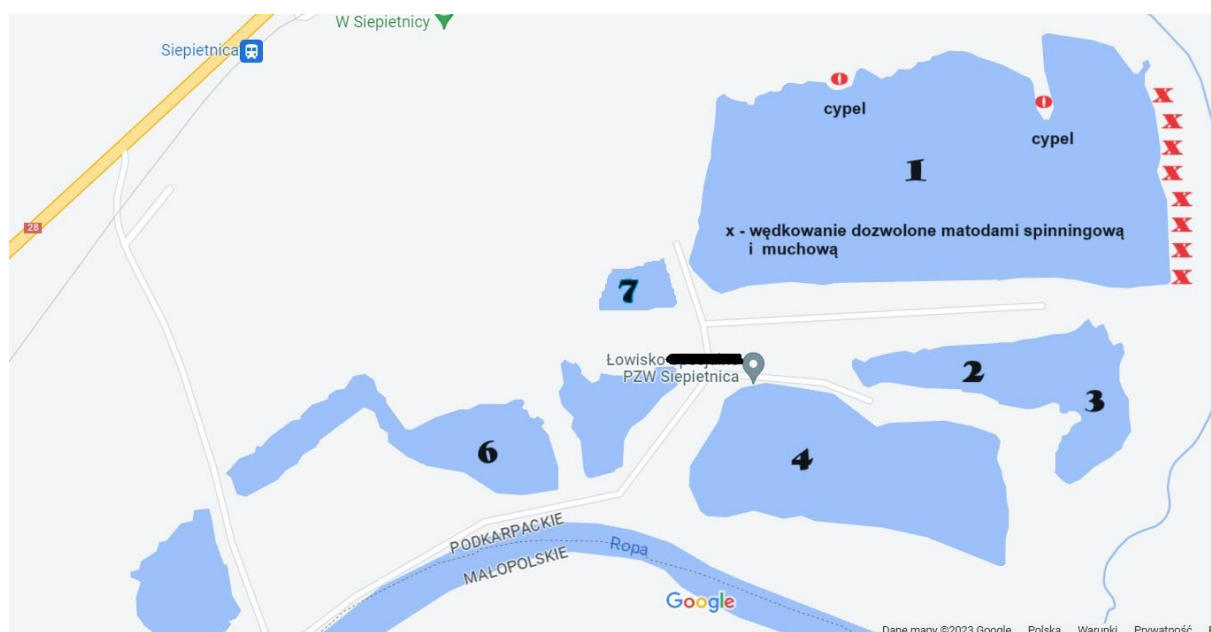 W Siepietnicy
Siepietnica
28
O
cypel
O
cypel
X
X
X
X
X
X
X
X
1
x - wędkowanie dozwolone matodami spinningową
i muchową
7
Łowisko
PZW Siepietnica
2
3
6
4
PODKARPACKIE
MAŁOPOLSKIE
Ropa
Google
Dane mapy ©2023 Google Polska Warunki Prywatność